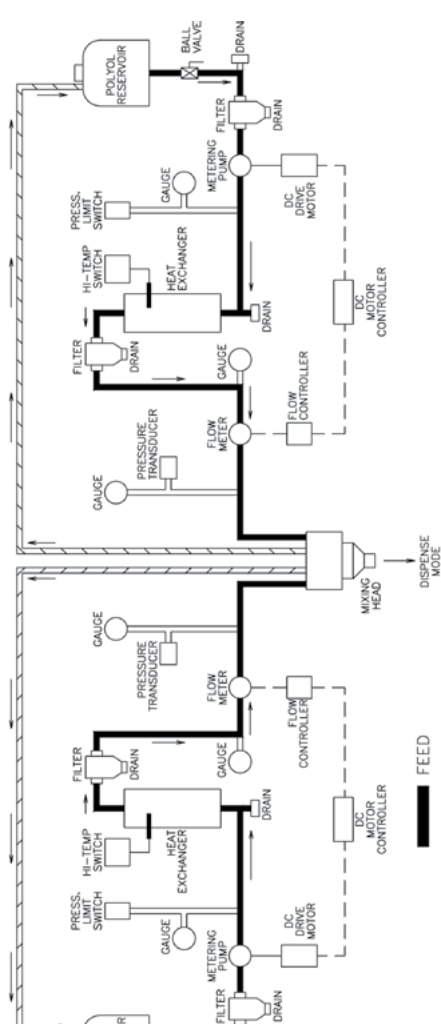 POLYOL
RESERVOIR
BALL
VALVE
DRAIN
FILTER
DRAIN
METERING
PUMP
DC
DRIVE
MOTOR
GAUGE
PRESS.
LIMIT
SWITCH
HI-TEMP
SWITCH
HEAT
EXCHANGER
DRAIN
DC
MOTOR
CONTROLLER
FILTER
DRAIN
GAUGE
FLOW
METER
FLOW
CONTROLLER
PRESSURE
TRANSDUCER
GAUGE
MIXING
HEAD
DISPENSE
MODE
GAUGE
PRESSURE
TRANSDUCER
FLOW
METER
FLOW
CONTROLLER
GAUGE
FILTER
DRAIN
HEAT
EXCHANGER
HI-TEMP
SWITCH
DRAIN
DC
MOTOR
CONTROLLER
FEED
PRESS.
LIMIT
SWITCH
GAUGE
METERING
PUMP
DC
DRIVE
MOTOR
FILTER
DRAIN